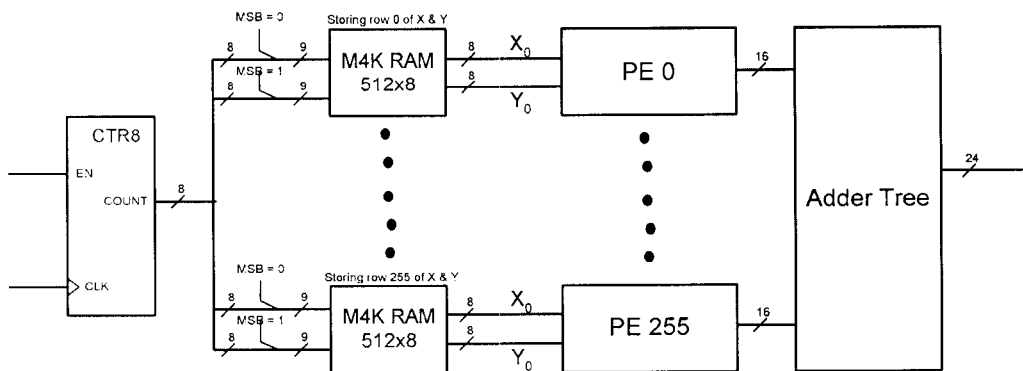 MSB = 0
Storing row 0 of X & Y
8
9
M4K RAM
512x8
8
X0
PE 0
16
MSB = 1
8
9
8
Y0
CTR8
EN
COUNT
CLK
8
Adder Tree
24
MSB = 0
Storing row 255 of X & Y
8
9
M4K RAM
512x8
8
X0
PE 255
16
MSB = 1
8
9
8
Y0